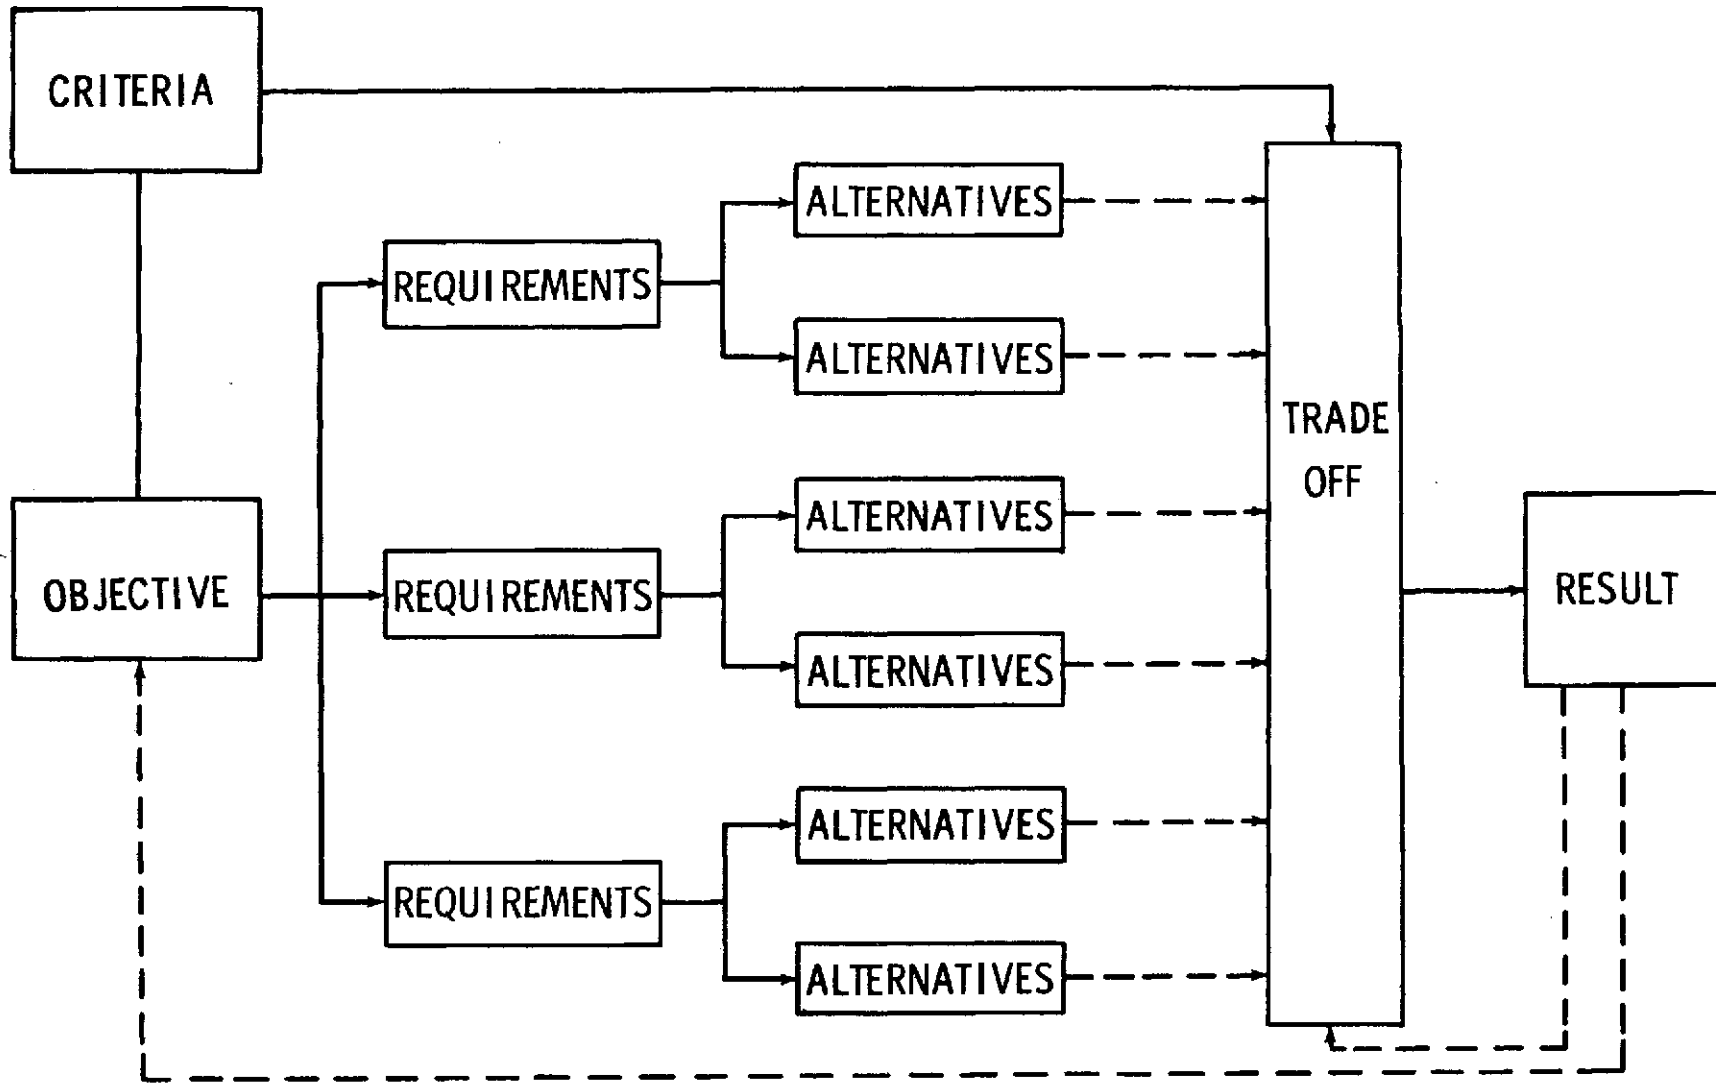 CRITERIA
ALTERNATIVES
REQUIREMENTS
ALTERNATIVES
TRADE
OFF
ALTERNATIVES
OBJECTIVE
REQUIREMENTS
RESULT
ALTERNATIVES
ALTERNATIVES
REQUIREMENTS
ALTERNATIVES